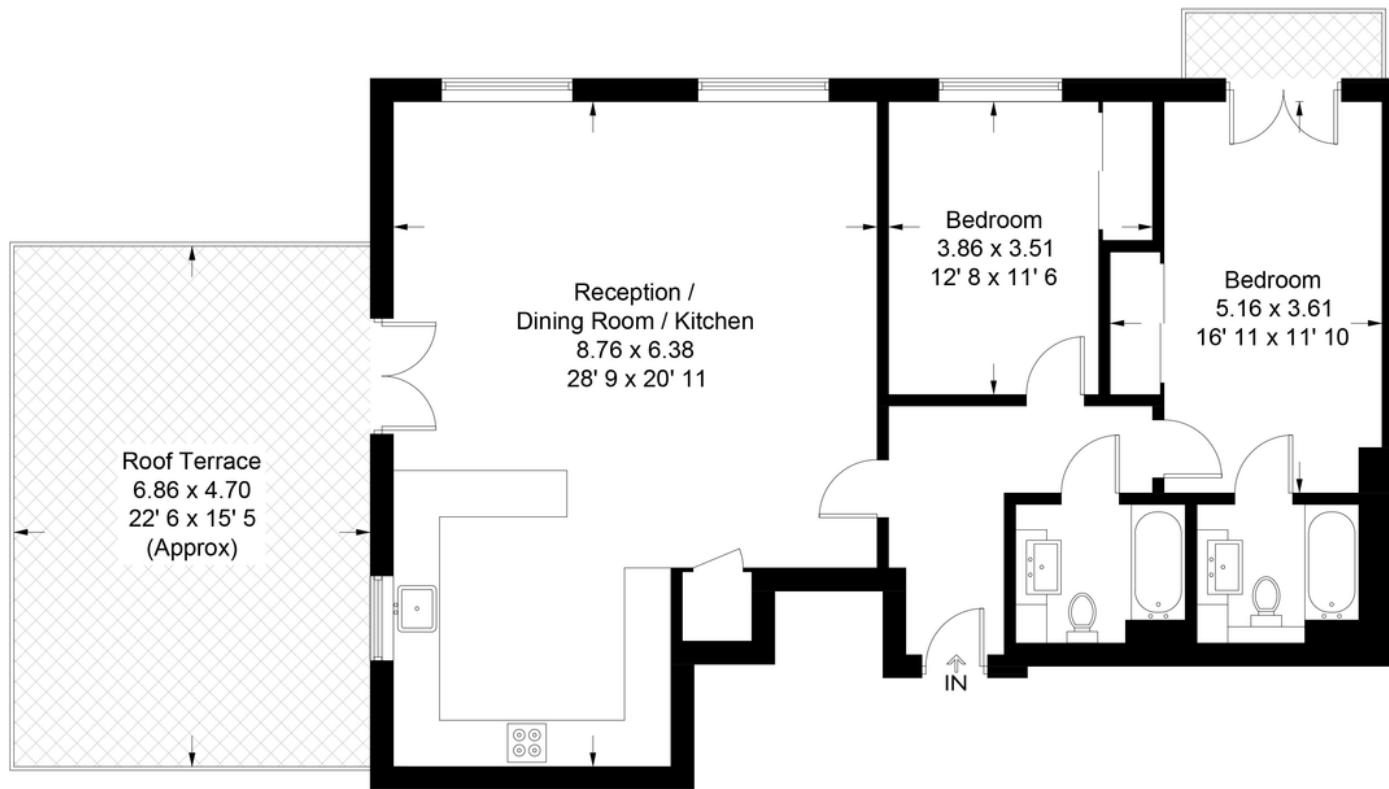 Bedroom
3.86 x 3.51
12' 8 x 11' 6
Bedroom
5.16 x 3.61
16' 11 x 11' 10
Reception /
Dining Room / Kitchen
8.76 x 6.38
28' 9 x 20' 11
Roof Terrace
6.86 x 4.70
22' 6 x 15' 5
(Approx)
IN